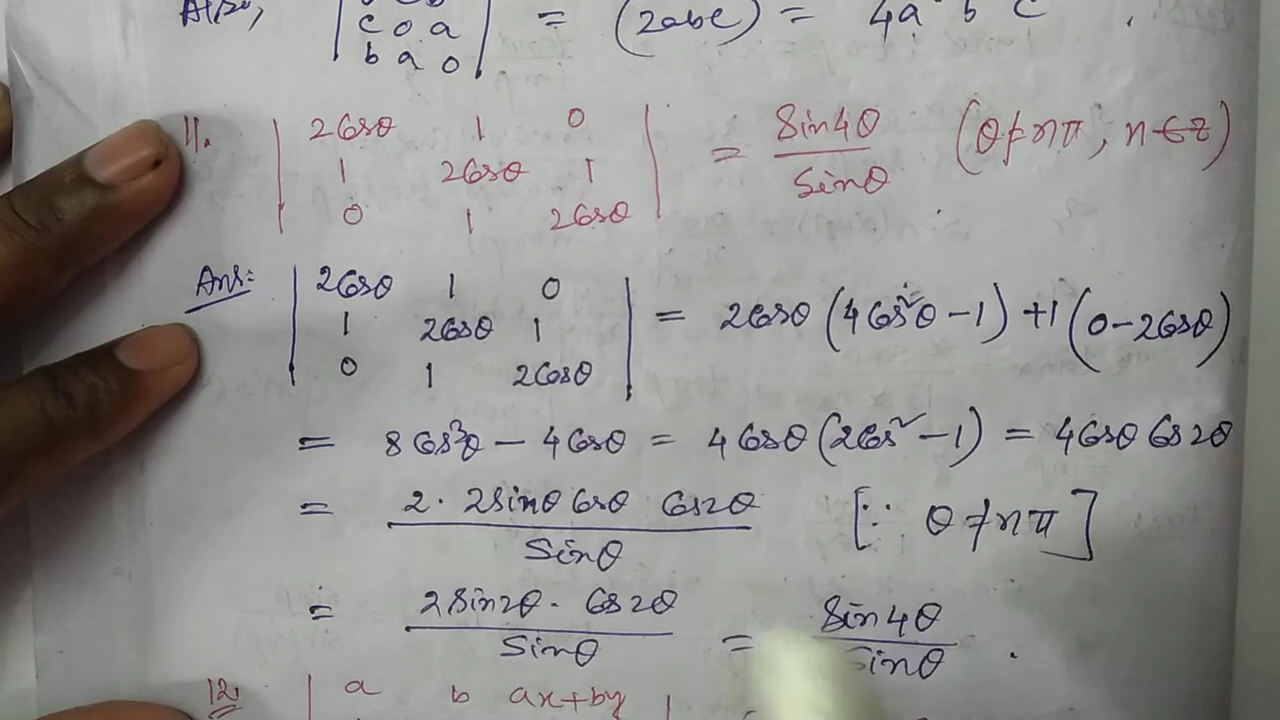 c o a = (2abc) = 4a b c .
b a o
11. | 2Cosθ 1 0 |
| 1 2Cosθ 1 | = Sin4θ / Sinθ (θ≠nπ, n∈z)
| 0 1 2Cosθ |
Ans:- | 2Cosθ 1 0 |
| 1 2Cosθ 1 | = 2Cosθ (4Cos²θ-1) +1(0-2Cosθ)
| 0 1 2Cosθ |
= 8Cos³θ - 4Cosθ = 4Cosθ(2Cos²-1) = 4Cosθ Cos2θ
= 2. 2Sinθ Cosθ Cos2θ / Sinθ [∵ θ≠nπ]
= 2Sin2θ. Cos2θ / Sinθ = Sin4θ / Sinθ .
12. | a b ax+by |